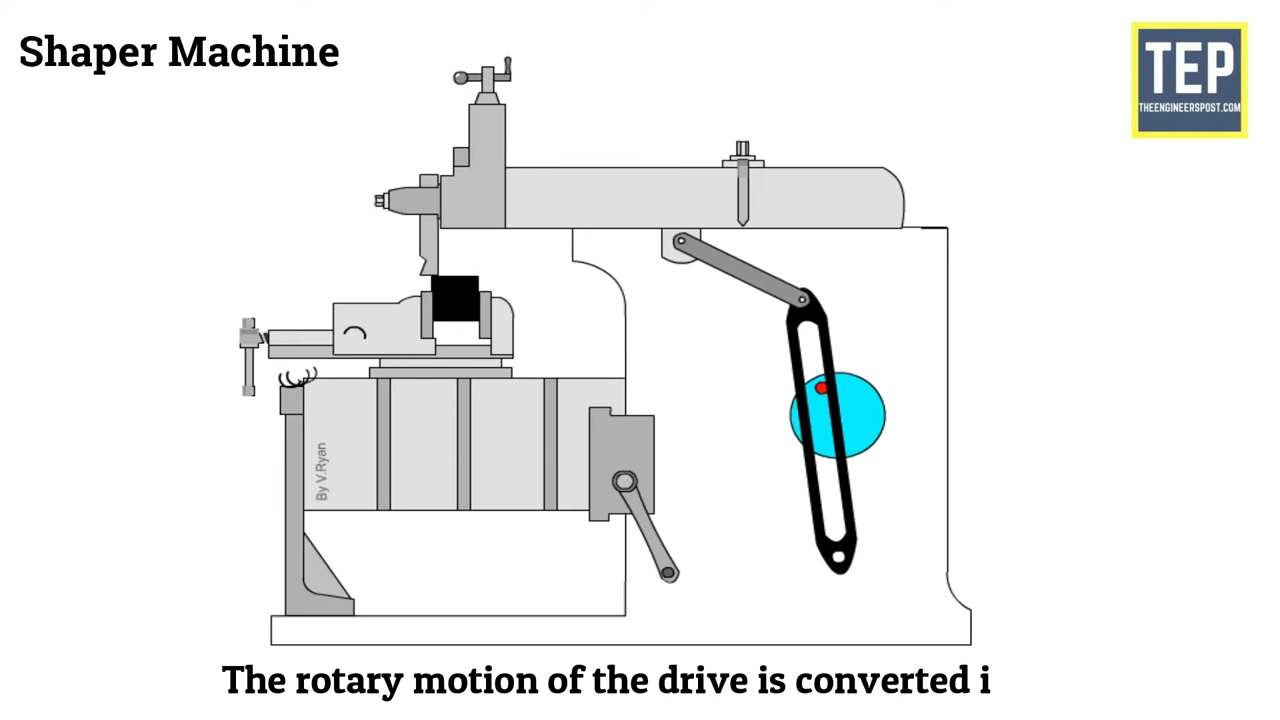 Shaper Machine
TEP
THEENGINEERSPOST.COM
By V.Ryan
The rotary motion of the drive is converted i